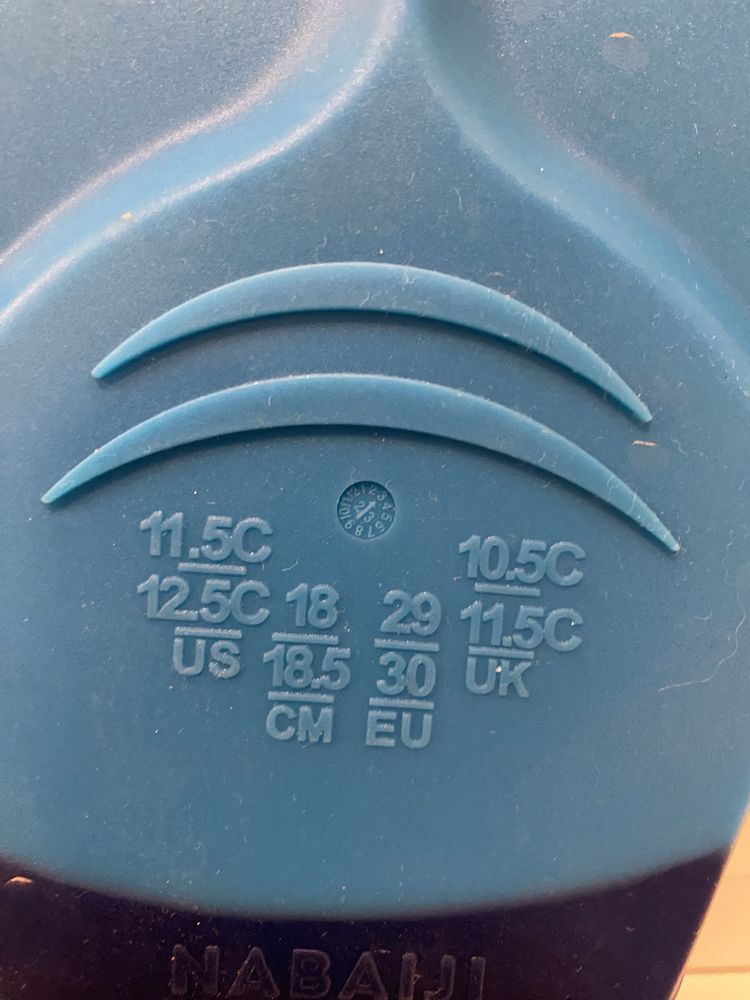 11.5C
12.5C
US
18
18.5
CM
29
30
EU
10.5C
11.5C
UK
NABAIJI